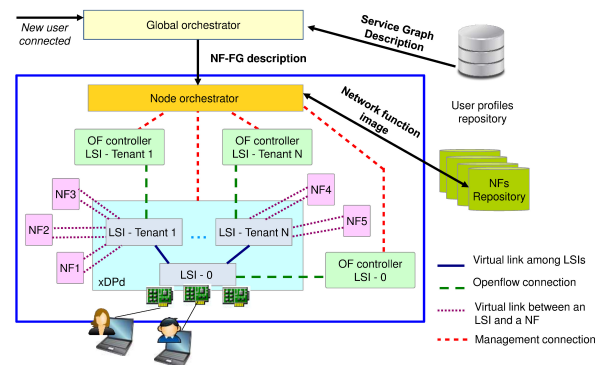 New user
connected
Global orchestrator
Service Graph
Description
NF-FG description
User profiles
repository
Node orchestrator
Network function
image
OF controller
LSI - Tenant 1
OF controller
LSI - Tenant N
NFs
Repository
NF3
NF4
NF2
LSI - Tenant 1
...
LSI - Tenant N
NF5
NF1
xDPd
LSI - 0
OF controller
LSI - 0
Virtual link among LSIs
Openflow connection
Virtual link between an
LSI and a NF
Management connection